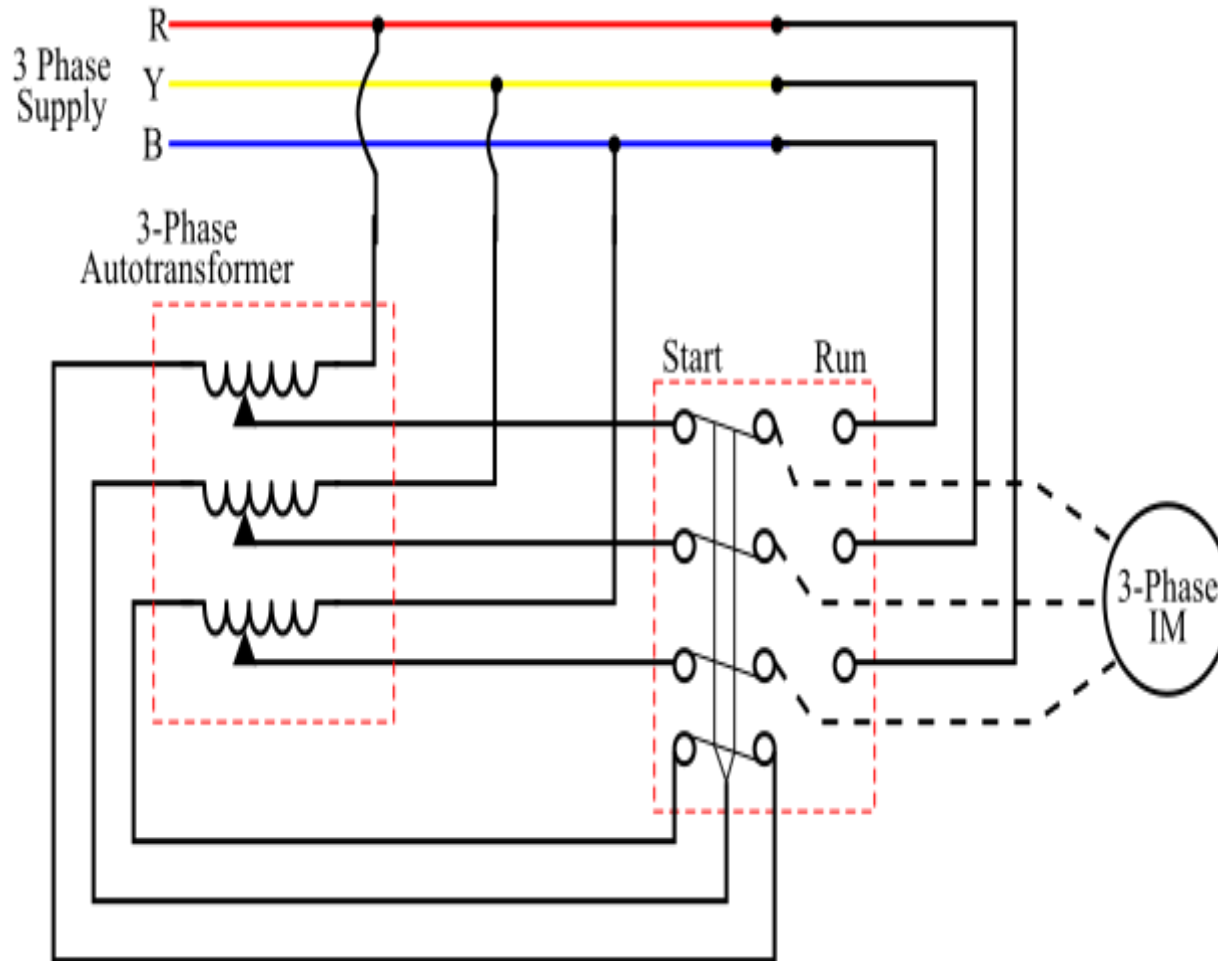 R
3 Phase
Supply
Y
B
3-Phase
Autotransformer
Start
Run
3-Phase
IM